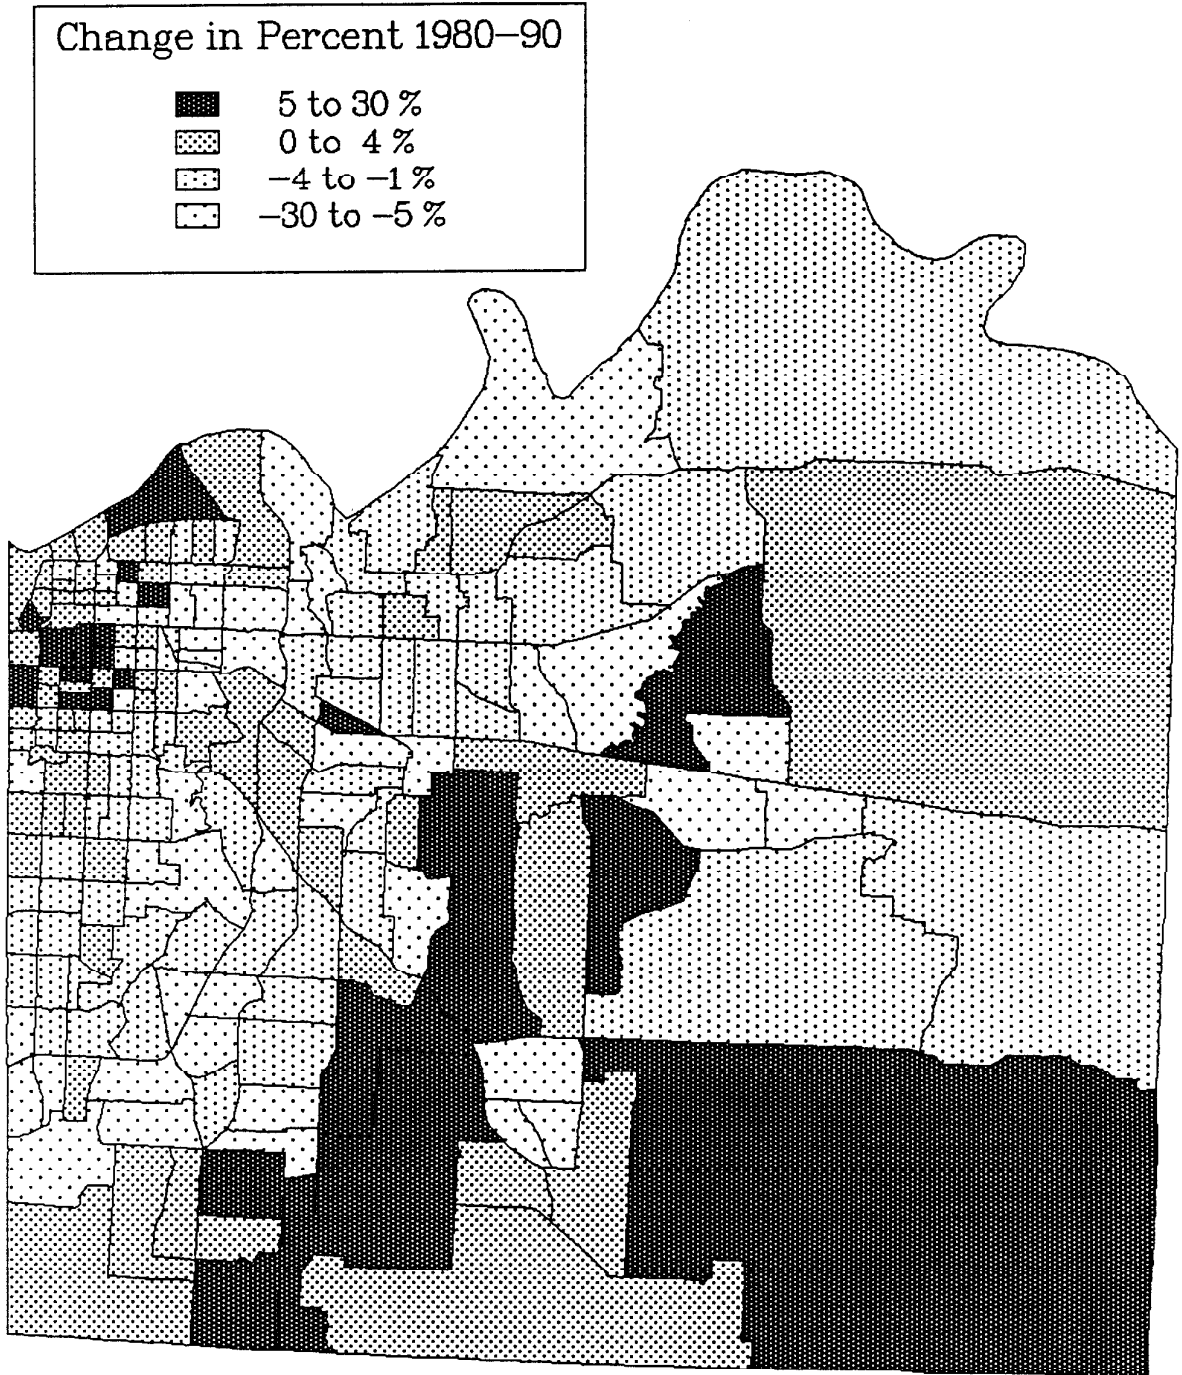 Change in Percent 1980–90
5 to 30 %
0 to 4 %
–4 to –1 %
–30 to –5 %